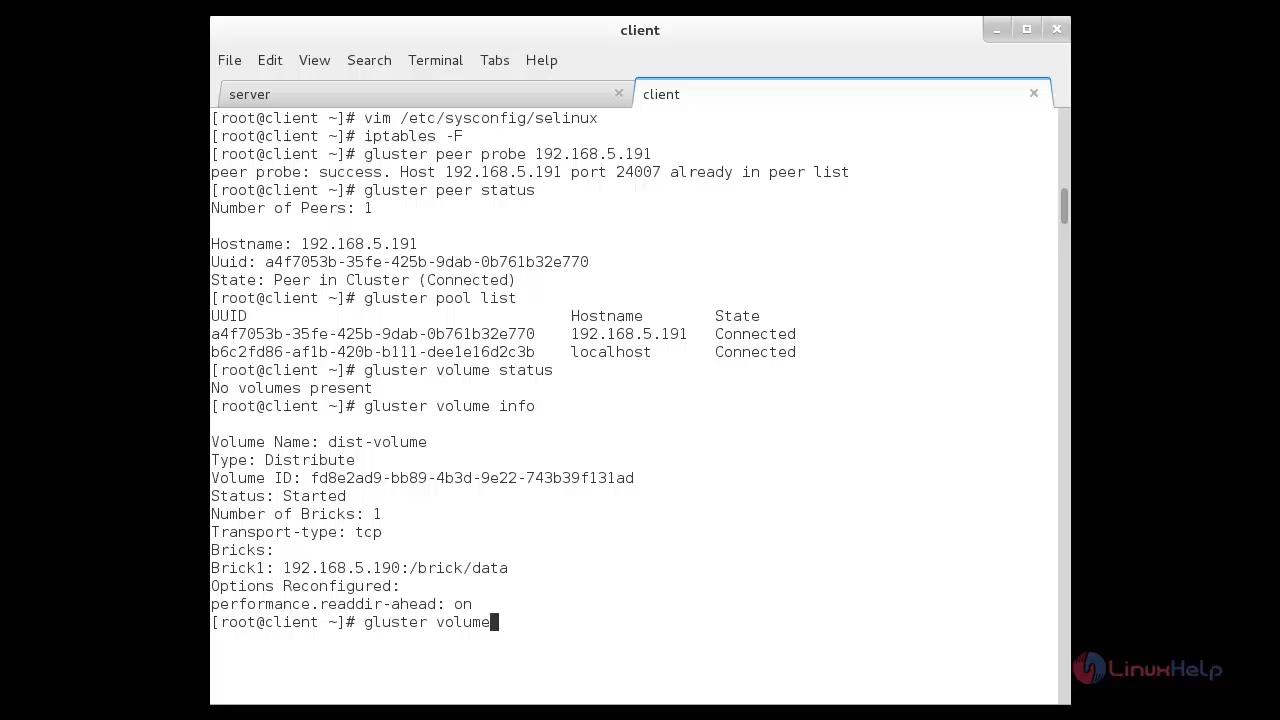 client
File Edit View Search Terminal Tabs Help
server
client
[root@client ~]# vim /etc/sysconfig/selinux
[root@client ~]# iptables -F
[root@client ~]# gluster peer probe 192.168.5.191
peer probe: success. Host 192.168.5.191 port 24007 already in peer list
[root@client ~]# gluster peer status
Number of Peers: 1
Hostname: 192.168.5.191
Uuid: a4f7053b-35fe-425b-9dab-0b761b32e770
State: Peer in Cluster (Connected)
[root@client ~]# gluster pool list
UUID Hostname State
a4f7053b-35fe-425b-9dab-0b761b32e770 192.168.5.191 Connected
b6c2fd86-af1b-420b-b111-dee1e16d2c3b localhost Connected
[root@client ~]# gluster volume status
No volumes present
[root@client ~]# gluster volume info
Volume Name: dist-volume
Type: Distribute
Volume ID: fd8e2ad9-bb89-4b3d-9e22-743b39f131ad
Status: Started
Number of Bricks: 1
Transport-type: tcp
Bricks:
Brick1: 192.168.5.190:/brick/data
Options Reconfigured:
performance.readdir-ahead: on
[root@client ~]# gluster volume
LinuxHelp